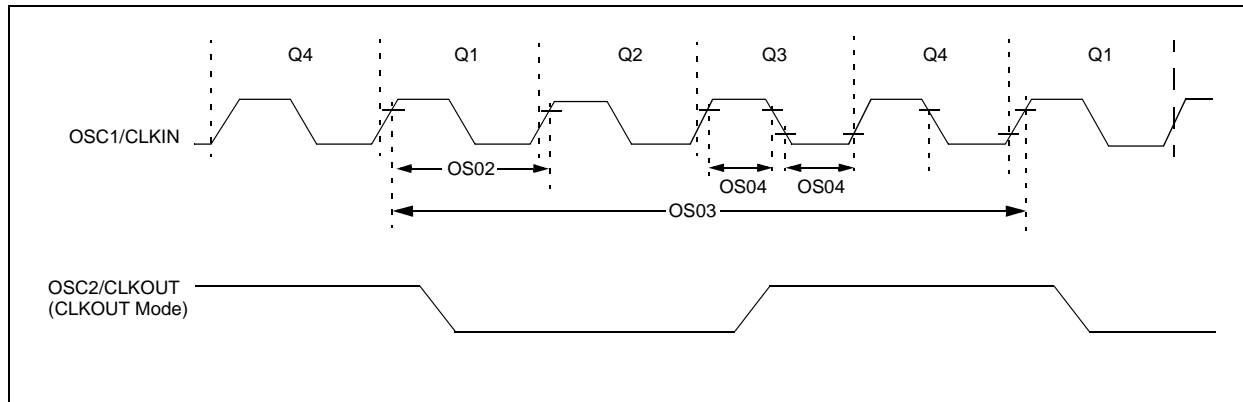 Q4 Q1 Q2 Q3 Q4 Q1
OSC1/CLKIN
OS02
OS04 OS04
OS03
OSC2/CLKOUT
(CLKOUT Mode)